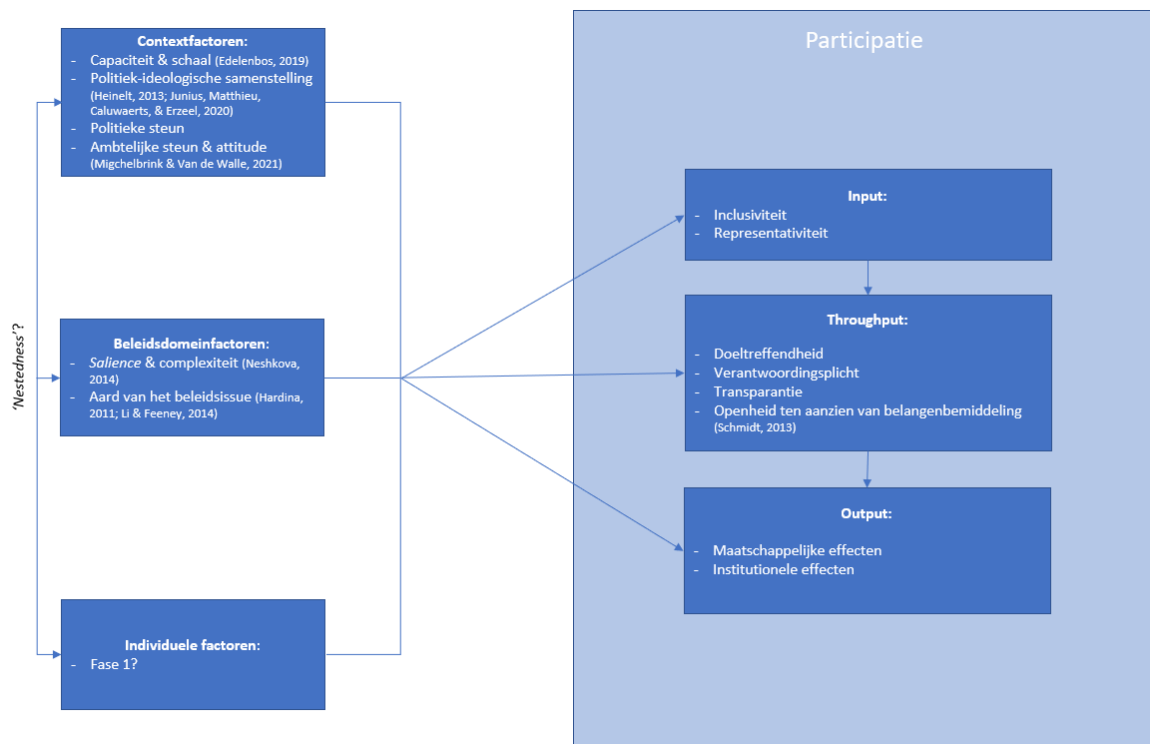 Contextfactoren:
- Capaciteit & schaal (Edelenbos, 2019)
- Politiek-ideologische samenstelling
(Heinelt, 2013; Junius, Matthieu,
Caluwaerts, & Erzeel, 2020)
- Politieke steun
- Ambtelijke steun & attitude
(Migchelbrink & Van de Walle, 2021)
'Nestedness'?
Beleidsdomeinfactoren:
- Salience & complexiteit (Neshkova,
2014)
- Aard van het beleidsissue (Hardina,
2011; Li & Feeney, 2014)
Individuele factoren:
- Fase 1?
Participatie
Input:
- Inclusiviteit
- Representativiteit
Throughput:
- Doeltreffendheid
- Verantwoordingsplicht
- Transparantie
- Openheid ten aanzien van belangenbemiddeling
(Schmidt, 2013)
Output:
- Maatschappelijke effecten
- Institutionele effecten